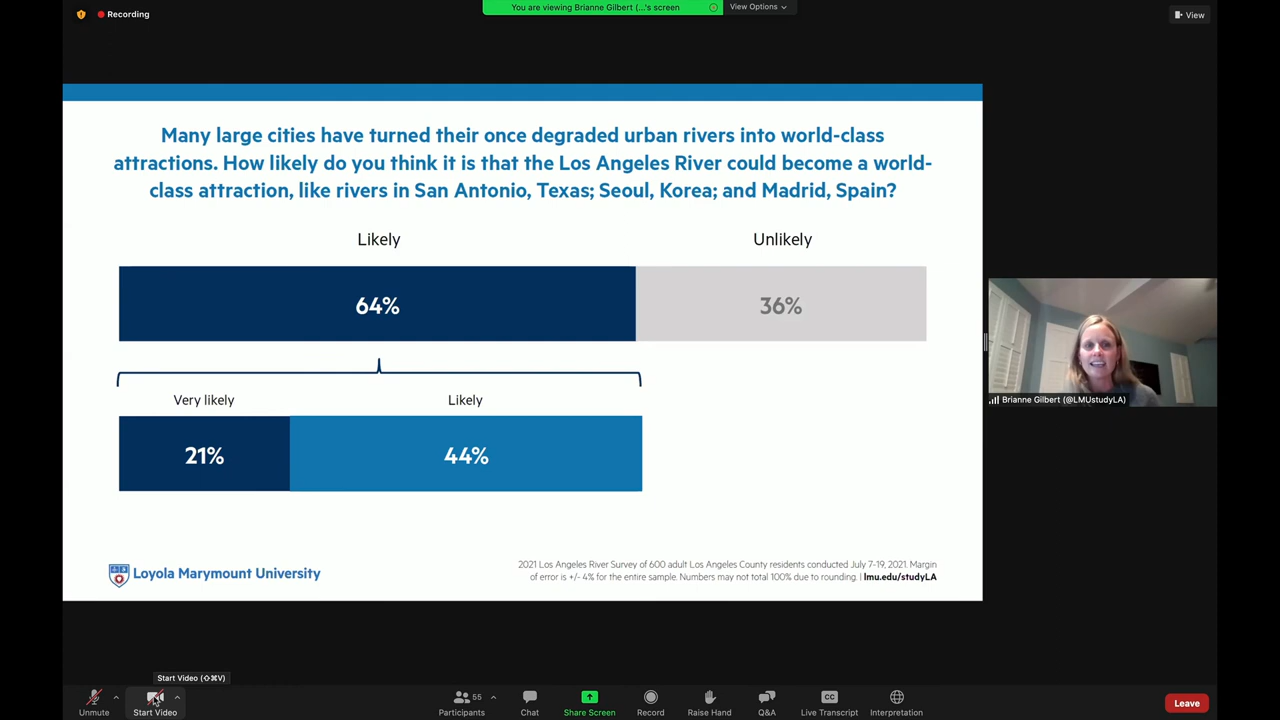 Recording
You are viewing Brianne Gilbert (...'s screen
View Options
View
Many large cities have turned their once degraded urban rivers into world-class
attractions. How likely do you think it is that the Los Angeles River could become a world-
class attraction, like rivers in San Antonio, Texas; Seoul, Korea; and Madrid, Spain?
Likely
Unlikely
64%
36%
Very likely
Likely
21%
44%
Brianne Gilbert (@LMUstudyLA)
Loyola Marymount University
2021 Los Angeles River Survey of 600 adult Los Angeles County residents conducted July 7-19, 2021. Margin
of error is +/- 4% for the entire sample. Numbers may not total 100% due to rounding. | lmu.edu/studyLA
Start Video (⇧⌘V)
Unmute
Start Video
55
Participants
Chat
Share Screen
Record
Raise Hand
Q&A
CC
Live Transcript
Interpretation
Leave